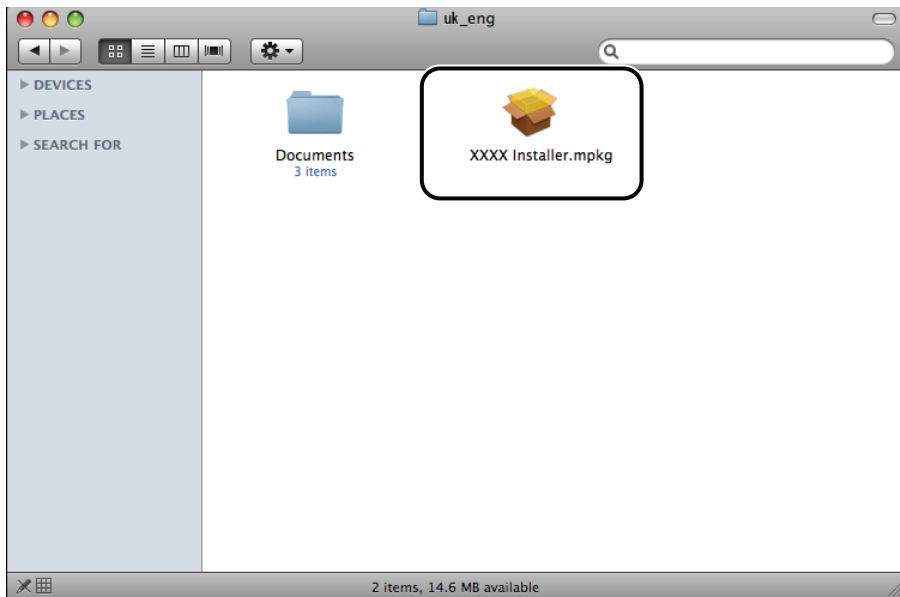 uk_eng
DEVICES
PLACES
SEARCH FOR
Documents
3 items
XXXX Installer.mpkg
2 items, 14.6 MB available